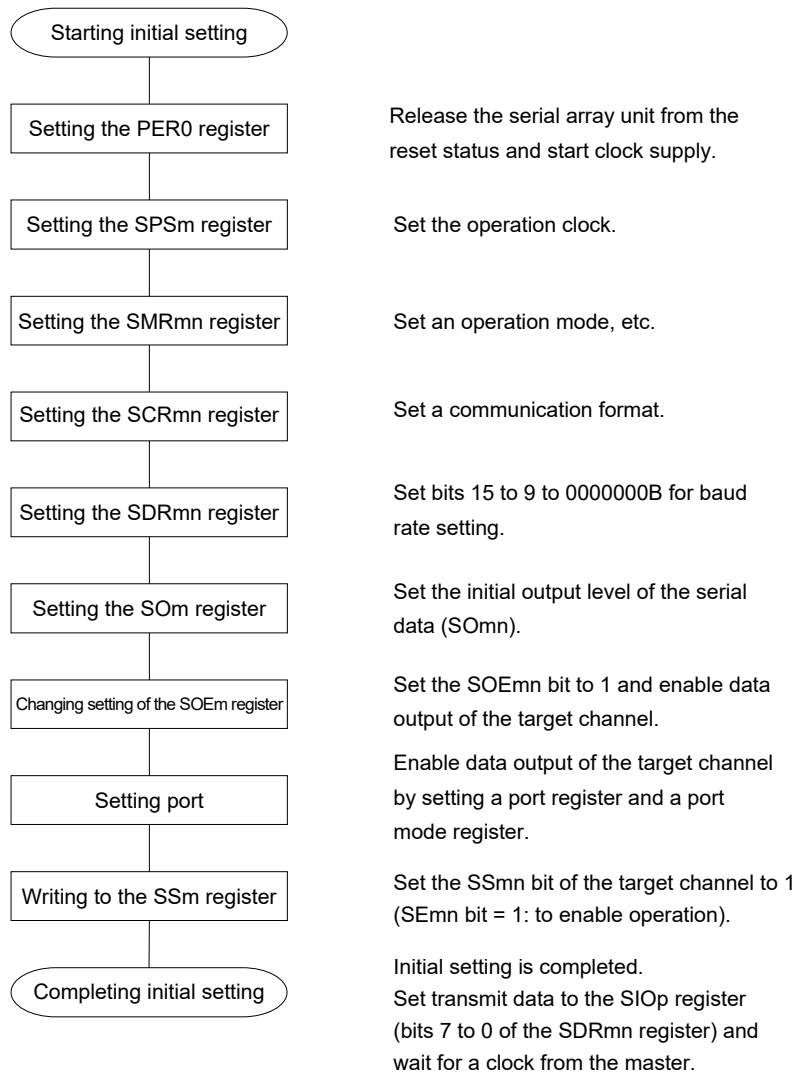 Starting initial setting
Setting the PER0 register
Release the serial array unit from the
reset status and start clock supply.
Setting the SPSm register
Set the operation clock.
Setting the SMRmn register
Set an operation mode, etc.
Setting the SCRmn register
Set a communication format.
Setting the SDRmn register
Set bits 15 to 9 to 0000000B for baud
rate setting.
Setting the SOm register
Set the initial output level of the serial
data (SOmn).
Changing setting of the SOEm register
Set the SOEmn bit to 1 and enable data
output of the target channel.
Setting port
Enable data output of the target channel
by setting a port register and a port
mode register.
Writing to the SSm register
Set the SSmn bit of the target channel to 1
(SEmn bit = 1: to enable operation).
Completing initial setting
Initial setting is completed.
Set transmit data to the SIOp register
(bits 7 to 0 of the SDRmn register) and
wait for a clock from the master.